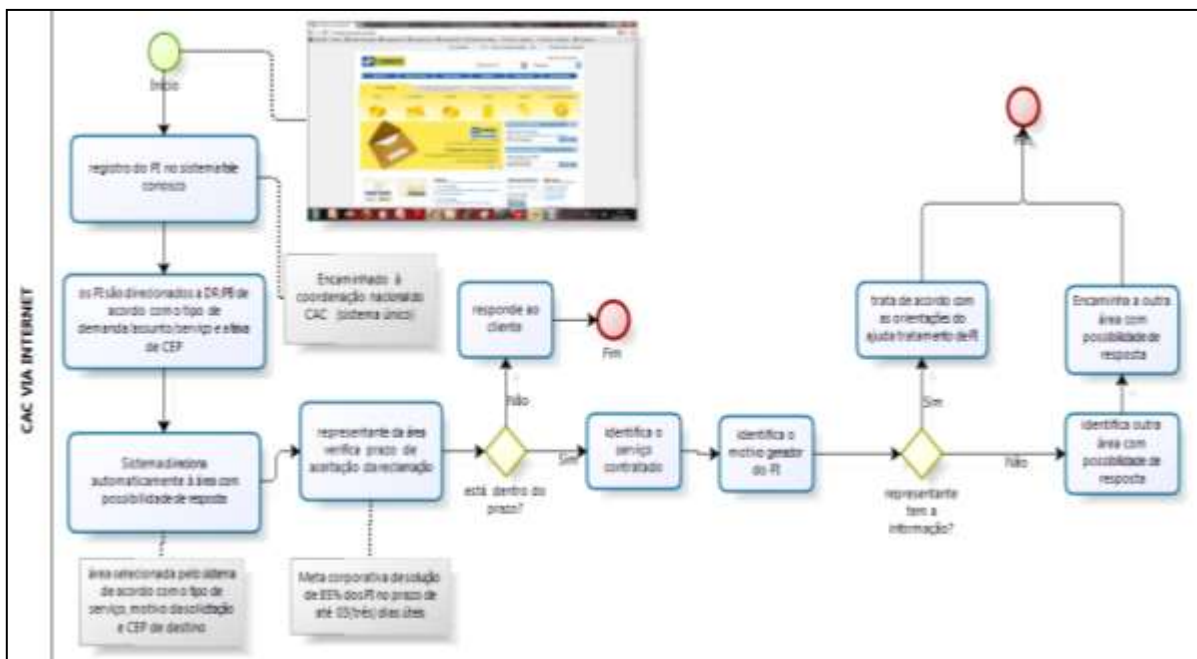 CAC VIA INTERNET
Início
registro do PI no sistema fale
conosco
Encaminhado à
coordenação nacional do
CAC (sistema único)
os PI são direcionados a DR/PB de
acordo com o tipo de
demanda/assunto/serviço e a faixa
de CEP
Sistema direciona
automaticamente à área com
possibilidade de resposta
área selecionada pelo sistema
de acordo com o tipo de
serviço, motivo da solicitação
e CEP de destino
representante da área
verifica prazo de
aceitação da reclamação
Meta corporativa de solução
de 85% dos PI no prazo de
até 03(três) dias úteis
está dentro do
prazo?
Não
responde ao
cliente
Fim
Sim
identifica o
serviço
contratado
identifica o
motivo gerador
do PI
representante
tem a
informação?
Sim
trata de acordo com
as orientações do
ajuda tratamento de PI
Não
identifica outra
área com
possibilidade de
resposta
Encaminha a outra
área com
possibilidade de
resposta
Fim